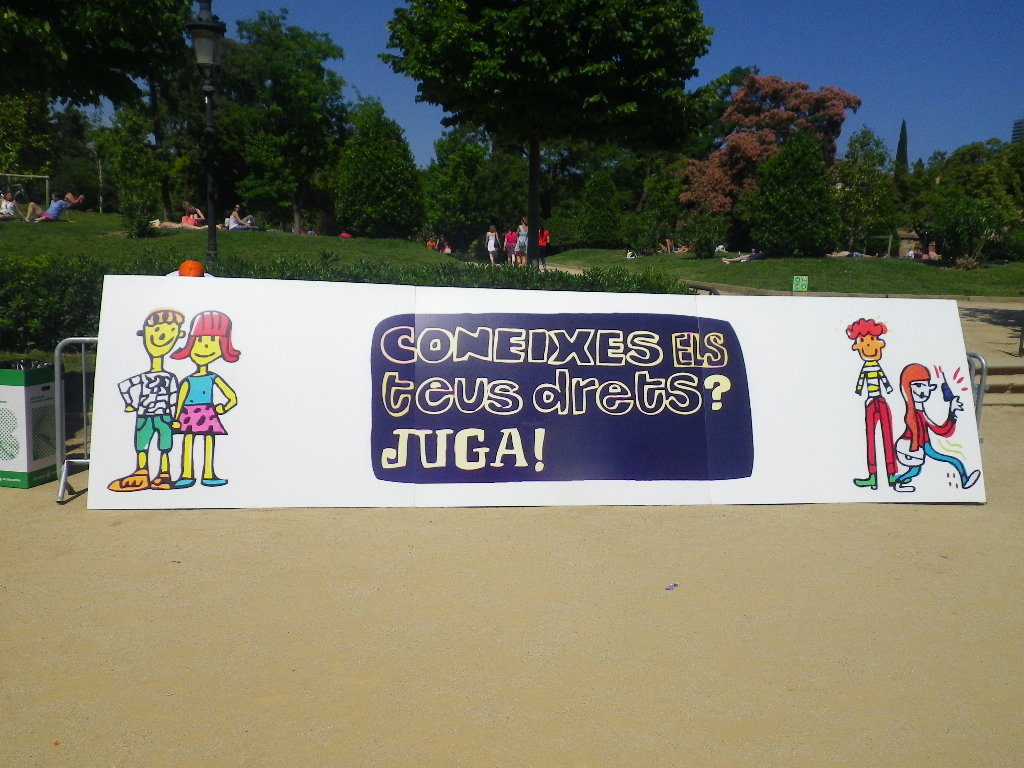 CONEIXES ELS
teus drets?
JUGA!